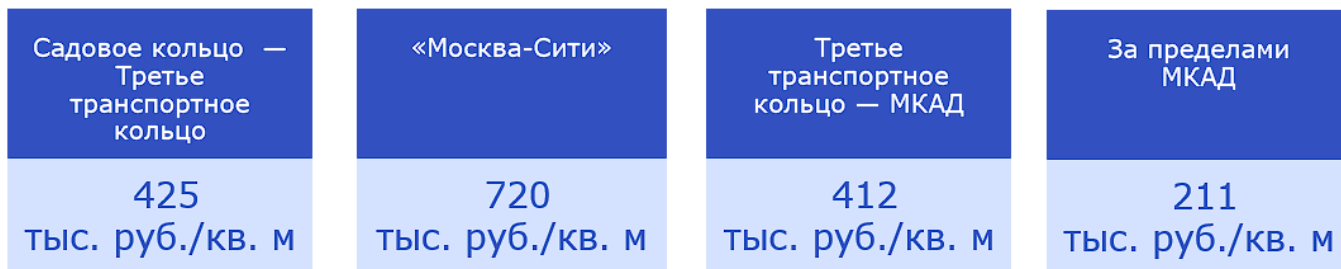 Садовое кольцо —
Третье
транспортное
кольцо
425
тыс. руб./кв. м
«Москва-Сити»
720
тыс. руб./кв. м
Третье
транспортное
кольцо — МКАД
412
тыс. руб./кв. м
За пределами
МКАД
211
тыс. руб./кв. м